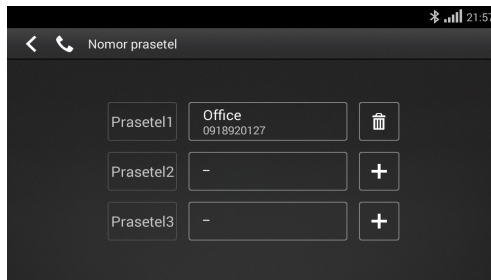 21:57
Nomor prasetel
Prasetel1
Office
0918920127
Prasetel2
–
Prasetel3
–